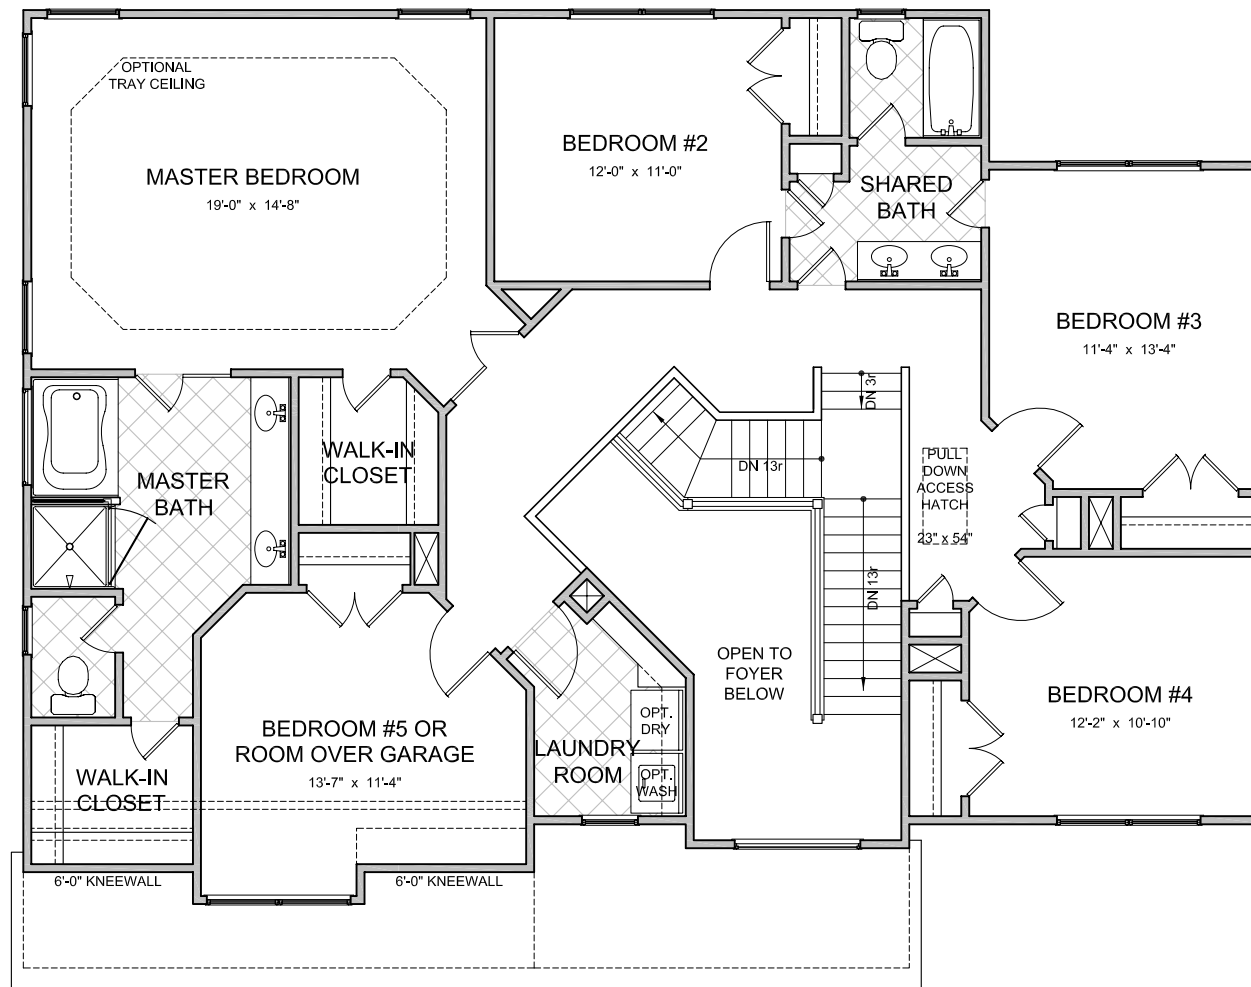 OPTIONAL
TRAY CEILING
MASTER BEDROOM
19'-0" x 14'-8"
BEDROOM #2
12'-0" x 11'-0"
SHARED
BATH
BEDROOM #3
11'-4" x 13'-4"
WALK-IN
CLOSET
MASTER
BATH
DN 3r
DN 13r
PULL
DOWN
ACCESS
HATCH
23" x 54"
DN 13r
OPEN TO
FOYER
BELOW
BEDROOM #4
12'-2" x 10'-10"
BEDROOM #5 OR
ROOM OVER GARAGE
13'-7" x 11'-4"
LAUNDRY
ROOM
OPT.
DRY
OPT.
WASH
WALK-IN
CLOSET
6'-0" KNEEWALL
6'-0" KNEEWALL